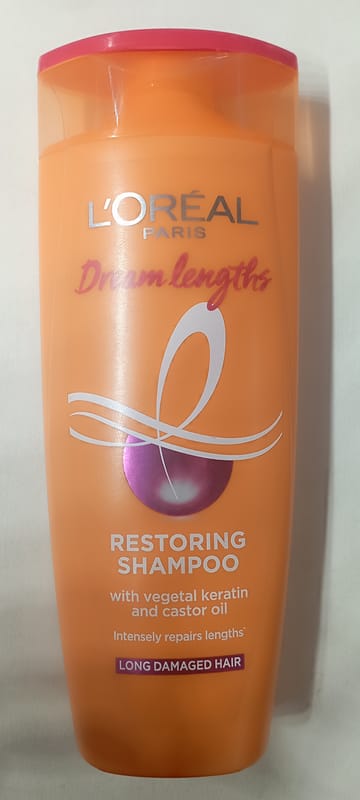 L'ORÉAL
PARIS
Dream lengths
RESTORING
SHAMPOO
with vegetal keratin
and castor oil
Intensely repairs lengths*
LONG DAMAGED HAIR